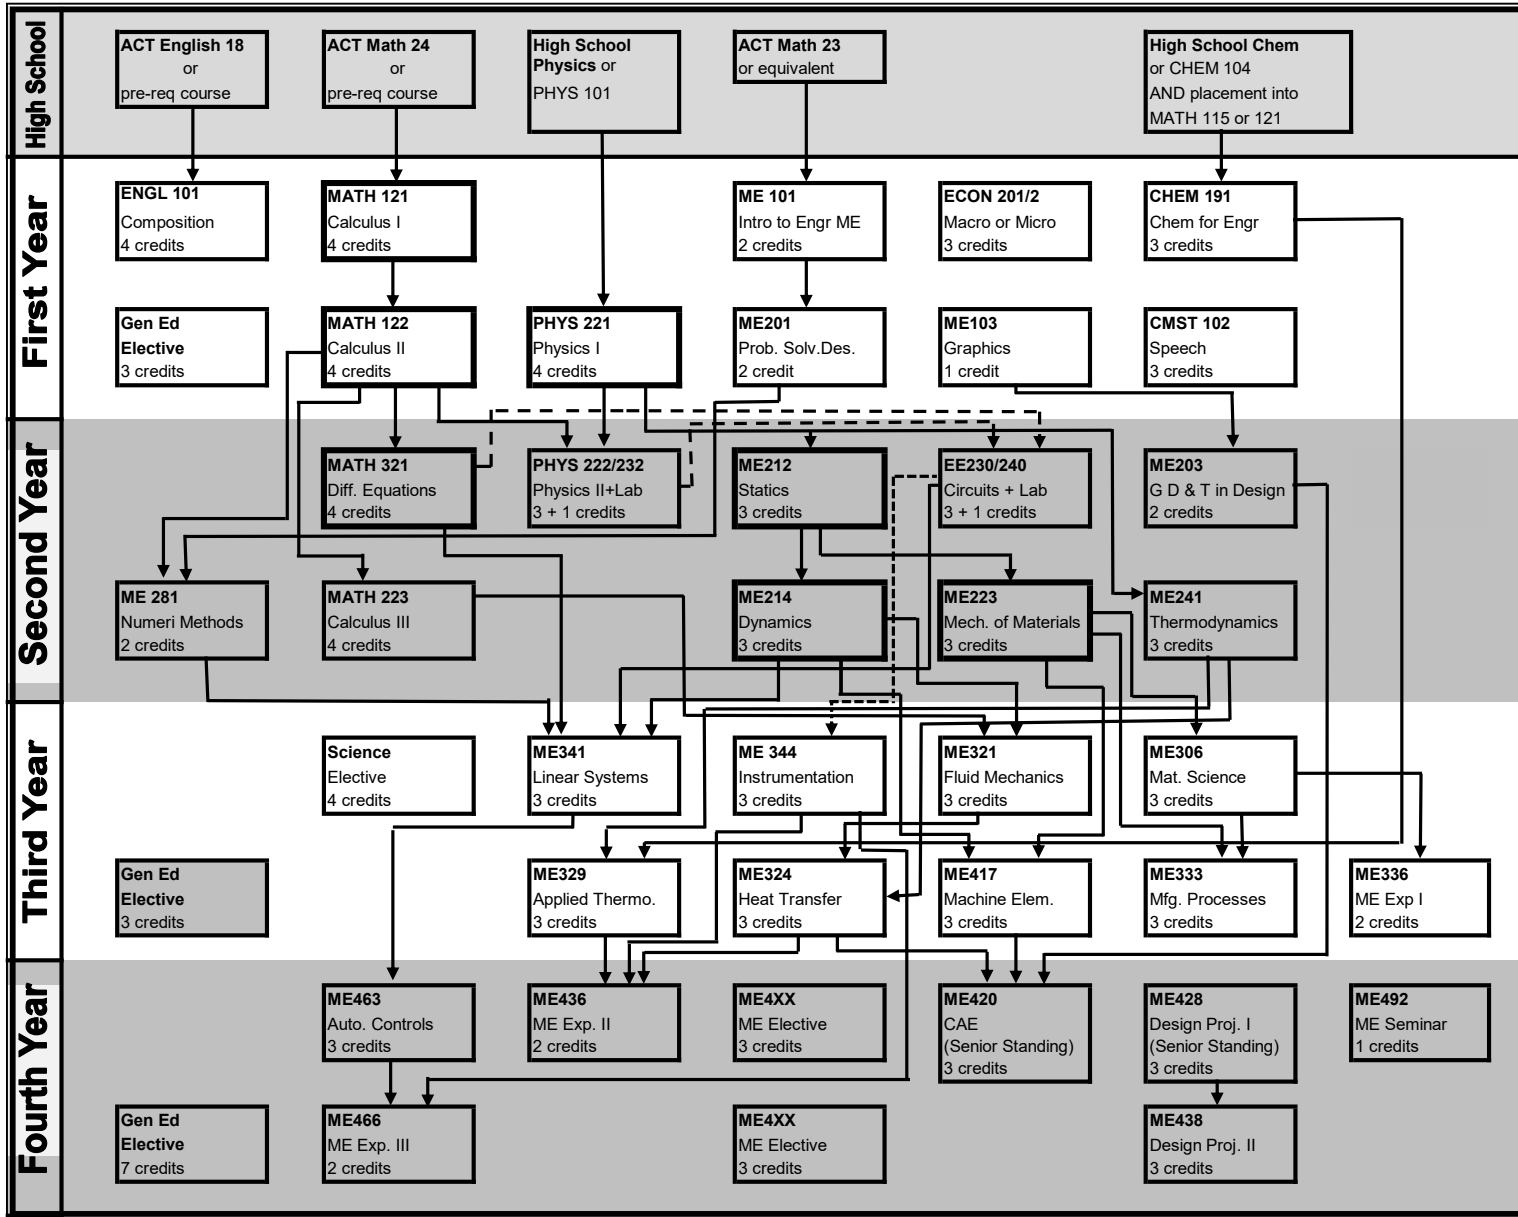 High School
ACT English 18
or
pre-req course
ACT Math 24
or
pre-req course
High School
Physics or
PHYS 101
ACT Math 23
or equivalent
High School Chem
or CHEM 104
AND placement into
MATH 115 or 121
First Year
ENGL 101
Composition
4 credits
MATH 121
Calculus I
4 credits
ME 101
Intro to Engr ME
2 credits
ECON 201/2
Macro or Micro
3 credits
CHEM 191
Chem for Engr
3 credits
Gen Ed
Elective
3 credits
MATH 122
Calculus II
4 credits
PHYS 221
Physics I
4 credits
ME201
Prob. Solv.Des.
2 credit
ME103
Graphics
1 credit
CMST 102
Speech
3 credits
Second Year
MATH 321
Diff. Equations
4 credits
PHYS 222/232
Physics II+Lab
3 + 1 credits
ME212
Statics
3 credits
EE230/240
Circuits + Lab
3 + 1 credits
ME203
G D & T in Design
2 credits
ME 281
Numeri Methods
2 credits
MATH 223
Calculus III
4 credits
ME214
Dynamics
3 credits
ME223
Mech. of Materials
3 credits
ME241
Thermodynamics
3 credits
Third Year
Science
Elective
4 credits
ME341
Linear Systems
3 credits
ME 344
Instrumentation
3 credits
ME321
Fluid Mechanics
3 credits
ME306
Mat. Science
3 credits
Gen Ed
Elective
3 credits
ME329
Applied Thermo.
3 credits
ME324
Heat Transfer
3 credits
ME417
Machine Elem.
3 credits
ME333
Mfg. Processes
3 credits
ME336
ME Exp I
2 credits
Fourth Year
ME463
Auto. Controls
3 credits
ME436
ME Exp. II
2 credits
ME4XX
ME Elective
3 credits
ME420
CAE
(Senior Standing)
3 credits
ME428
Design Proj. I
(Senior Standing)
3 credits
ME492
ME Seminar
1 credits
Gen Ed
Elective
7 credits
ME466
ME Exp. III
2 credits
ME4XX
ME Elective
3 credits
ME438
Design Proj. II
3 credits